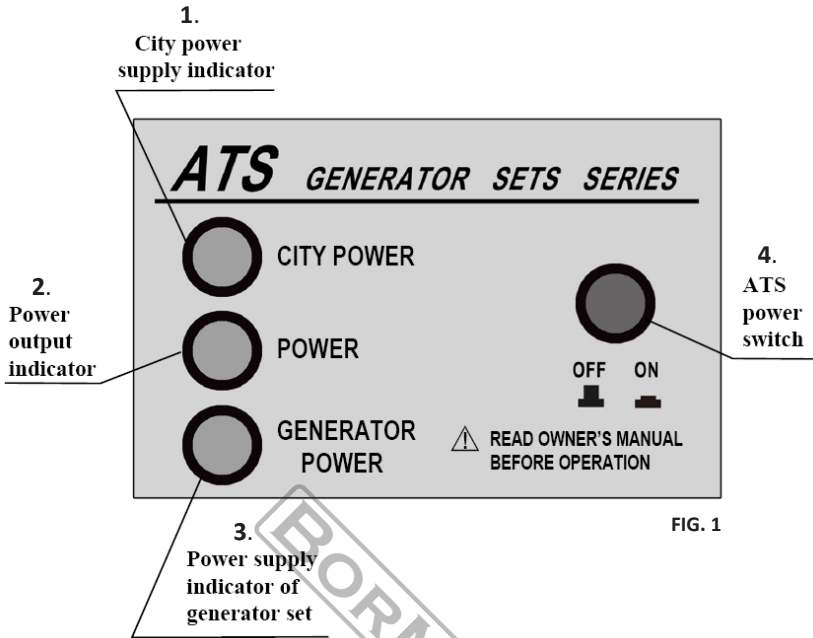 1.
City power
supply indicator
ATS GENERATOR SETS SERIES
CITY POWER
2.
Power
output
indicator
POWER
4.
ATS
power
switch
OFF ON
GENERATOR
POWER
READ OWNER'S MANUAL
BEFORE OPERATION
FIG. 1
3.
Power supply
indicator of
generator set